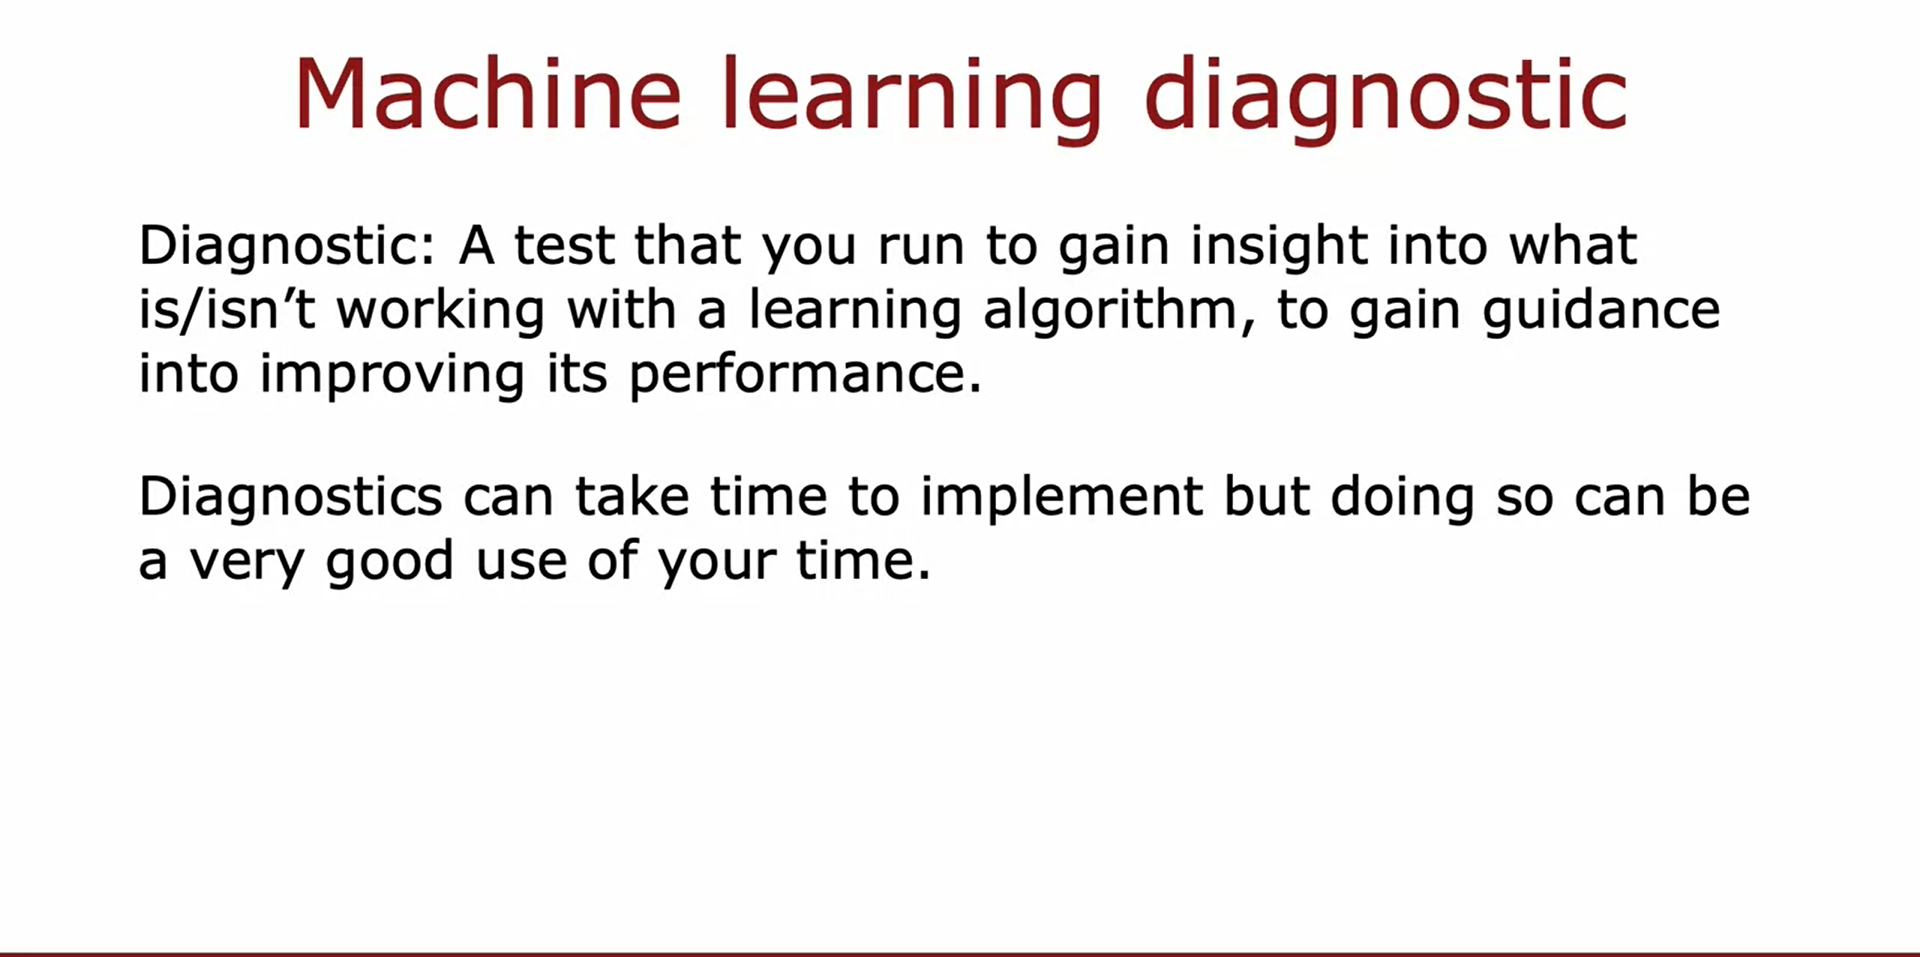 Machine learning diagnostic
Diagnostic: A test that you run to gain insight into what
is/isn’t working with a learning algorithm, to gain guidance
into improving its performance.
Diagnostics can take time to implement but doing so can be
a very good use of your time.